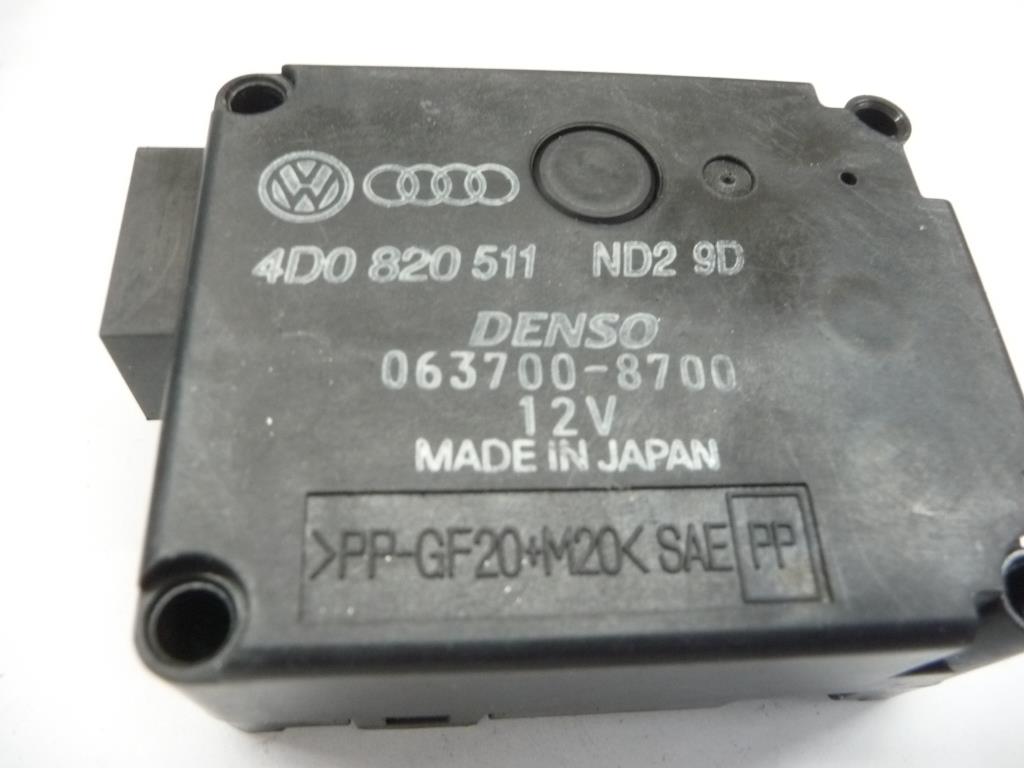 4D0 820 511 ND2 9D
DENSO
063700-8700
12V
MADE IN JAPAN
>PP-GF20+M20< SAE PP